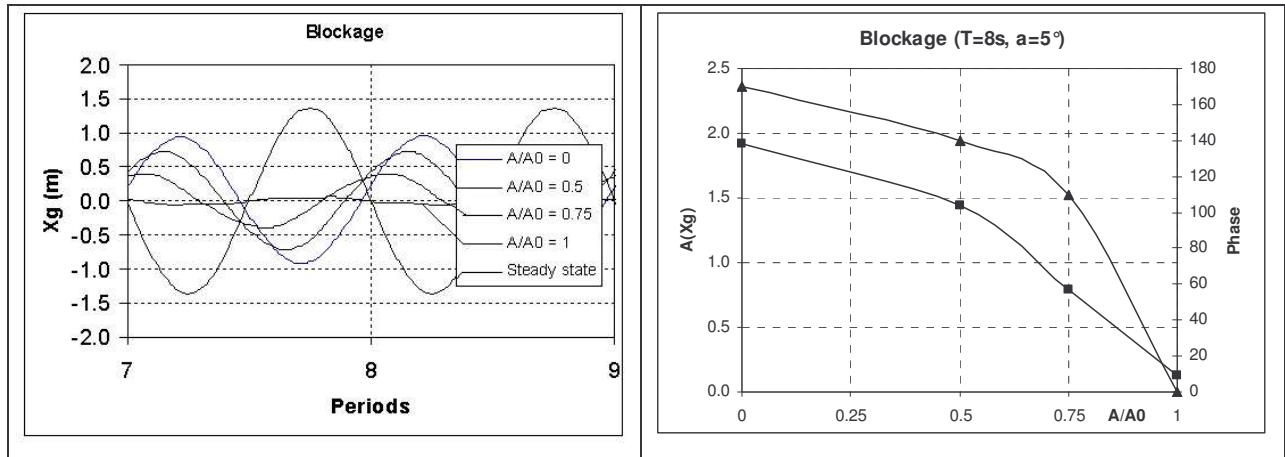 Blockage
Xg (m)
2.0
1.5
1.0
0.5
0.0
-0.5
-1.0
-1.5
-2.0
A/A0 = 0
A/A0 = 0.5
A/A0 = 0.75
A/A0 = 1
Steady state
7
8
9
Periods
Blockage (T=8s, a=5°)
A(Xg)
2.5
2.0
1.5
1.0
0.5
0.0
180
160
140
120
100
80
60
40
20
0
Phase
0
0.25
0.5
0.75
A/A0
1